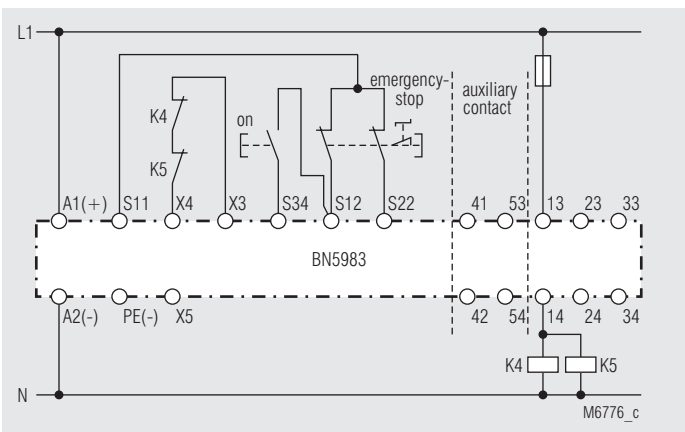 L1
emergency-
stop
auxiliary
contact
K4
on
K5
A1(+) S11 X4 X3 S34 S12 S22 41 53 13 23 33
BN5983
A2(-) PE(-) X5 42 54 14 24 34
K4 K5
N
M6776_c